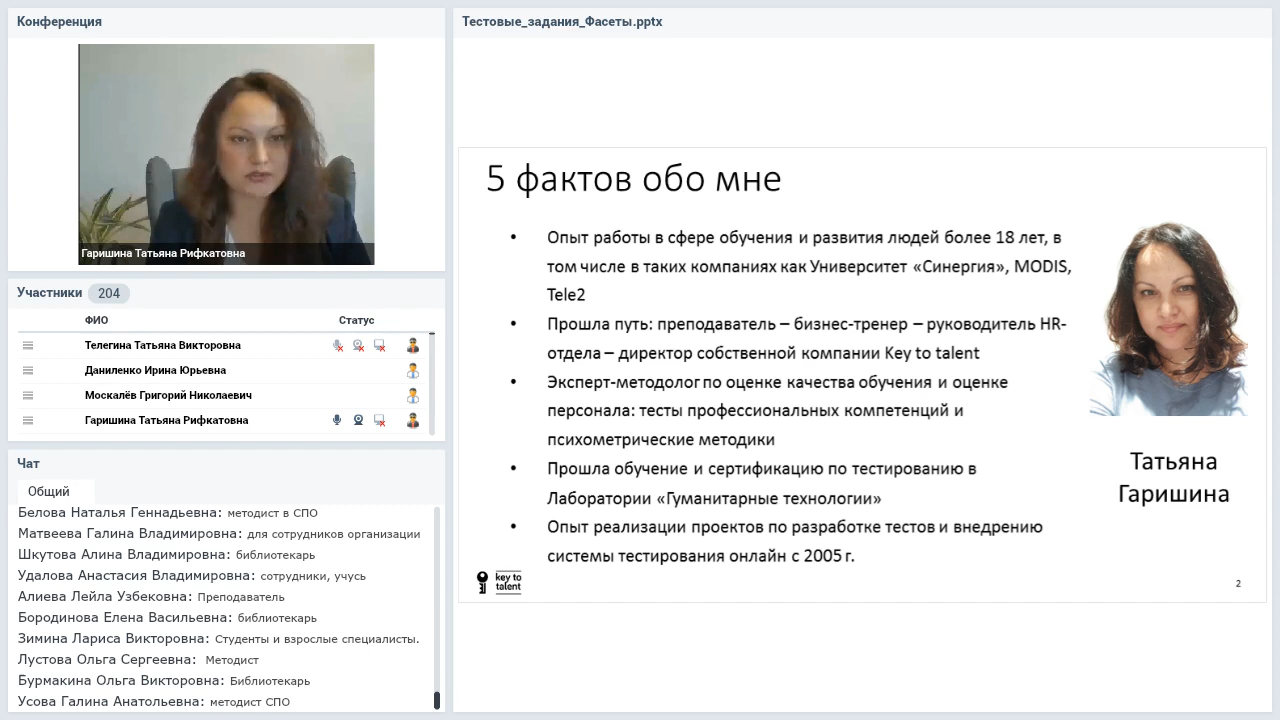 Конференция
Гаришина Татьяна Рифкатовна
Участники 204
ФИО Статус
Телегина Татьяна Викторовна
Даниленко Ирина Юрьевна
Москалёв Григорий Николаевич
Гаришина Татьяна Рифкатовна
Чат
Общий
Белова Наталья Геннадьевна: методист в СПО
Матвеева Галина Владимировна: для сотрудников организации
Шкутова Алина Владимировна: библиотекарь
Удалова Анастасия Владимировна: сотрудники, учусь
Алиева Лейла Узбековна: Преподаватель
Бородинова Елена Васильевна: библиотекарь
Зимина Лариса Викторовна: Студенты и взрослые специалисты.
Лустова Ольга Сергеевна: Методист
Бурмакина Ольга Викторовна: Библиотекарь
Усова Галина Анатольевна: методист СПО
Тестовые_задания_Фасеты.pptx
5 фактов обо мне
• Опыт работы в сфере обучения и развития людей более 18 лет, в
том числе в таких компаниях как Университет «Синергия», MODIS,
Tele2
• Прошла путь: преподаватель – бизнес-тренер – руководитель HR-
отдела – директор собственной компании Key to talent
• Эксперт-методолог по оценке качества обучения и оценке
персонала: тесты профессиональных компетенций и
психометрические методики
• Прошла обучение и сертификацию по тестированию в
Лаборатории «Гуманитарные технологии»
• Опыт реализации проектов по разработке тестов и внедрению
системы тестирования онлайн с 2005 г.
Татьяна
Гаришина
key to
talent
2